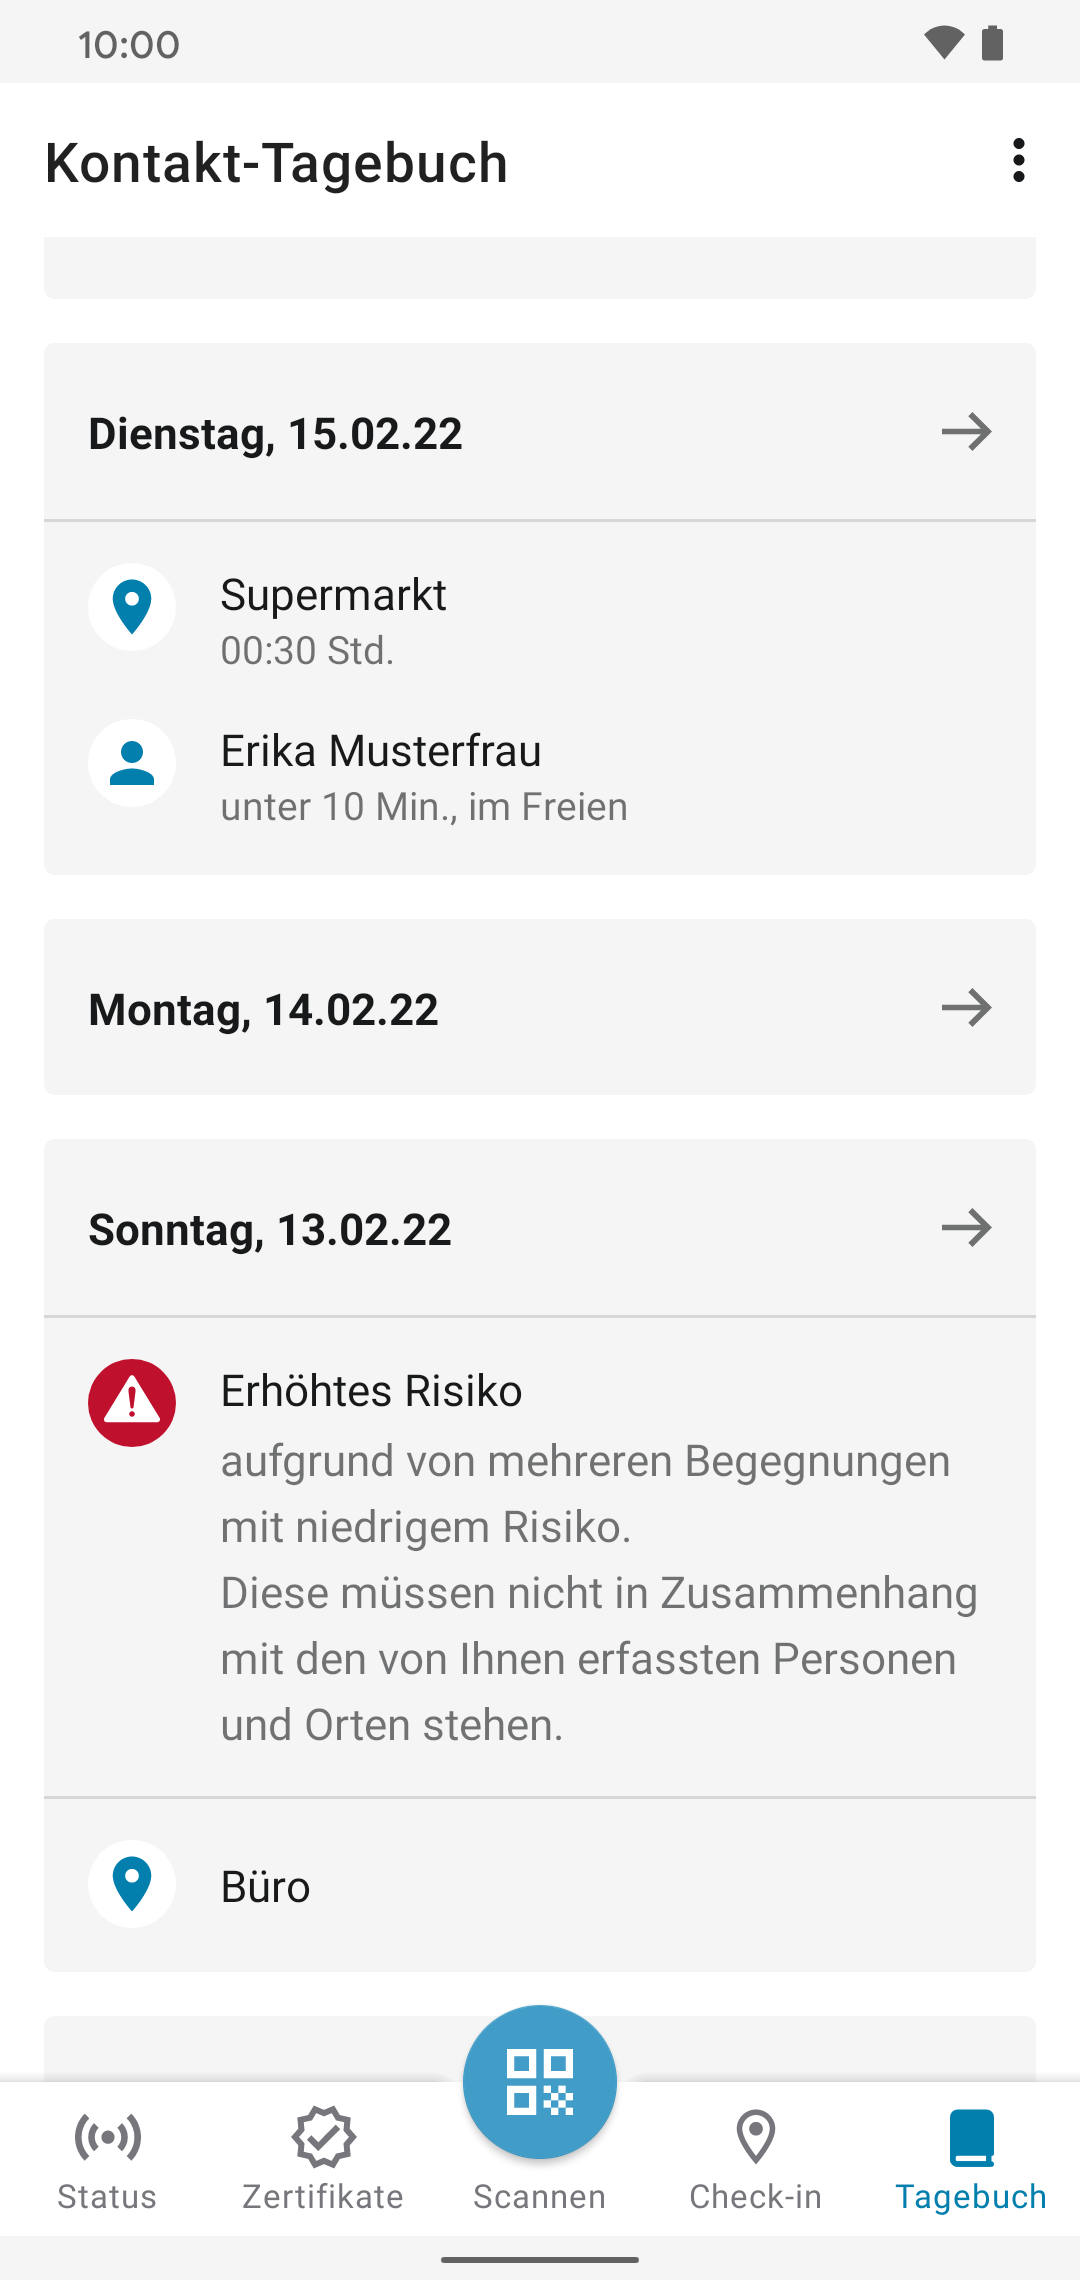 10:00
Kontakt-Tagebuch
Dienstag, 15.02.22
Supermarkt
00:30 Std.
Erika Musterfrau
unter 10 Min., im Freien
Montag, 14.02.22
Sonntag, 13.02.22
Erhöhtes Risiko
aufgrund von mehreren Begegnungen
mit niedrigem Risiko.
Diese müssen nicht in Zusammenhang
mit den von Ihnen erfassten Personen
und Orten stehen.
Büro
Status
Zertifikate
Scannen
Check-in
Tagebuch